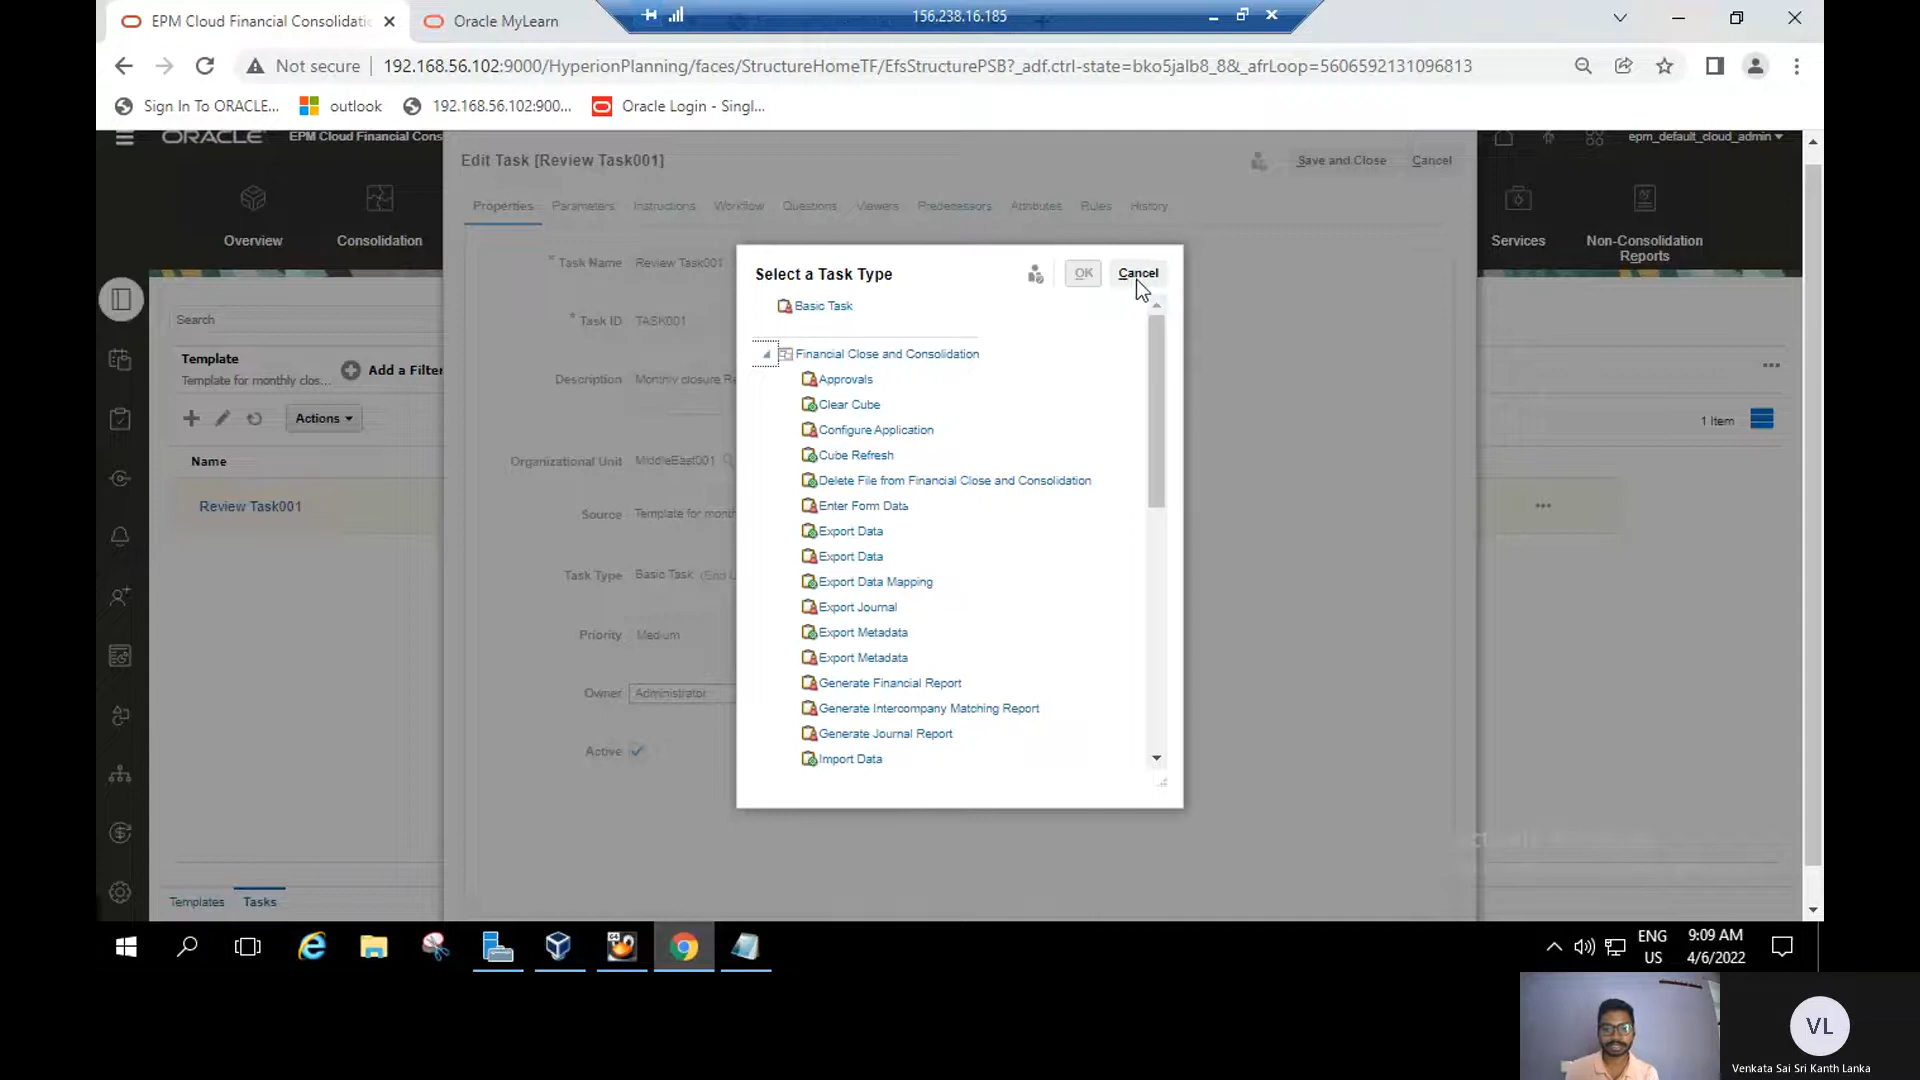 EPM Cloud Financial Consolidatio
Oracle MyLearn
156.238.16.185
Not secure
192.168.56.102:9000/HyperionPlanning/faces/StructureHomeTF/EfsStructurePSB?_adf.ctrl-state=bko5jalb8_8&_afrLoop=5606592131096813
Sign In To ORACLE...
outlook
192.168.56.102:900...
Oracle Login - Singl...
ORACLE
EPM Cloud Financial Cons
epm_default_cloud_admin
Edit Task [Review Task001]
Save and Close
Cancel
Overview
Consolidation
Services
Non-Consolidation
Reports
Properties
Parameters
Instructions
Workflow
Questions
Viewers
Predecessors
Attributes
Rules
History
Search
Template
Template for monthly clos...
Add a Filter
Actions
1 Item
Name
Review Task001
Task Name
Review Task001
Task ID
TASK001
Description
Monthly closure Re
Organizational Unit
MiddleEast001
Source
Template for month
Task Type
Basic Task
Priority
Medium
Owner
Administrator
Active
Select a Task Type
OK
Cancel
Basic Task
Financial Close and Consolidation
Approvals
Clear Cube
Configure Application
Cube Refresh
Delete File from Financial Close and Consolidation
Enter Form Data
Export Data
Export Data
Export Data Mapping
Export Journal
Export Metadata
Export Metadata
Generate Financial Report
Generate Intercompany Matching Report
Generate Journal Report
Import Data
Templates
Tasks
ENG
US
9:09 AM
4/6/2022
VL
Venkata Sai Sri Kanth Lanka